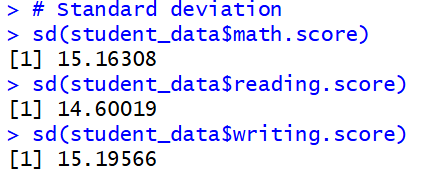 > # Standard deviation
> sd(student_data$math.score)
[1] 15.16308
> sd(student_data$reading.score)
[1] 14.60019
> sd(student_data$writing.score)
[1] 15.19566